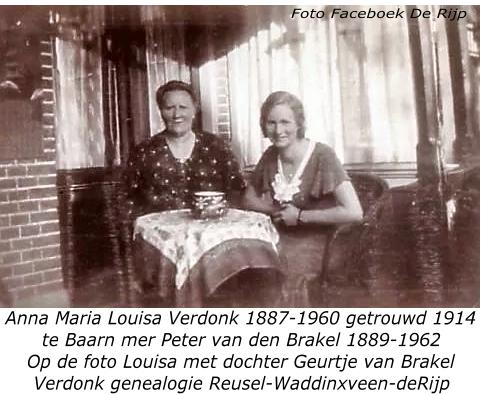 Foto Faceboek De Rijp
Anna Maria Louisa Verdonk 1887-1960 getrouwd 1914
te Baarn mer Peter van den Brakel 1889-1962
Op de foto Louisa met dochter Geurtje van Brakel
Verdonk genealogie Reusel-Waddinxveen-deRijp